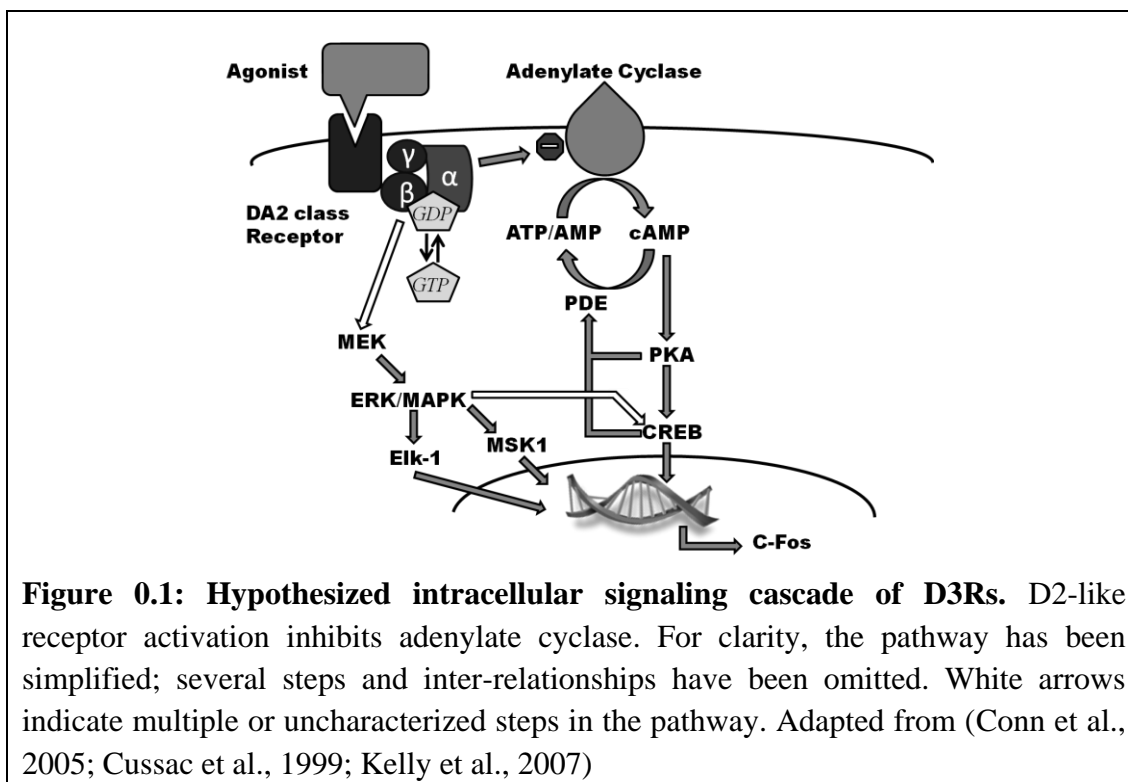 Agonist
Adenylate Cyclase
γ
β
α
GDP
GTP
DA2 class
Receptor
ATP/AMP
cAMP
PDE
MEK
PKA
ERK/MAPK
CREB
MSK1
Elk-1
C-Fos
Figure 0.1: Hypothesized intracellular signaling cascade of D3Rs. D2-like
receptor activation inhibits adenylate cyclase. For clarity, the pathway has been
simplified; several steps and inter-relationships have been omitted. White arrows
indicate multiple or uncharacterized steps in the pathway. Adapted from (Conn et al.,
2005; Cussac et al., 1999; Kelly et al., 2007)